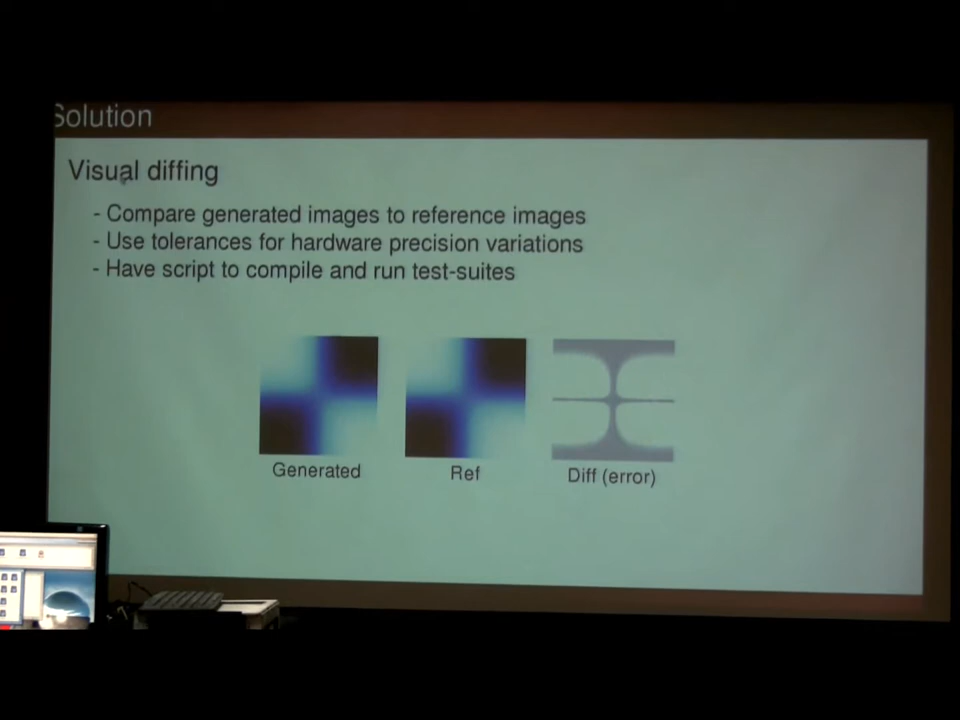 Solution
Visual diffing
- Compare generated images to reference images
- Use tolerances for hardware precision variations
- Have script to compile and run test-suites
Generated
Ref
Diff (error)